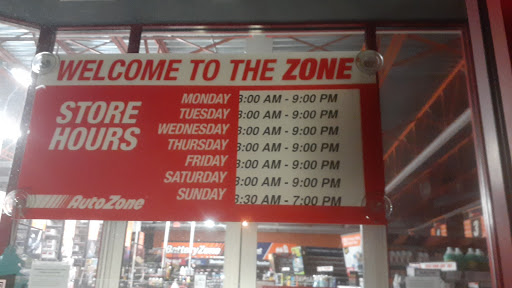 WELCOME TO THE ZONE
STORE HOURS
MONDAY 8:00 AM - 9:00 PM
TUESDAY 8:00 AM - 9:00 PM
WEDNESDAY 8:00 AM - 9:00 PM
THURSDAY 8:00 AM - 9:00 PM
FRIDAY 8:00 AM - 9:00 PM
SATURDAY 8:00 AM - 9:00 PM
SUNDAY 8:30 AM - 7:00 PM
AutoZone
BatteryZone